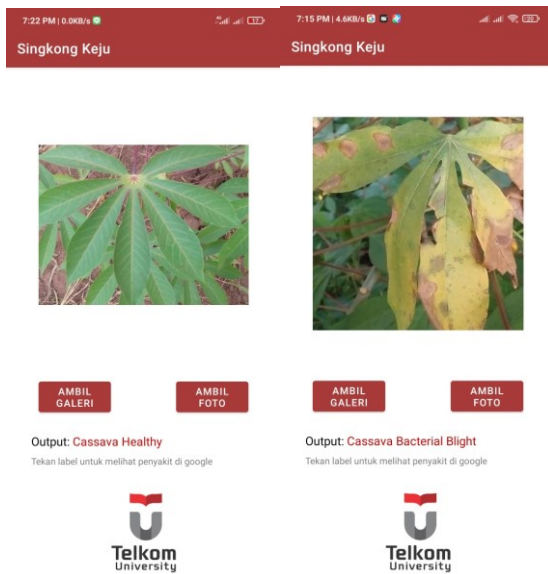 7:22 PM | 0.0KB/s
17
Singkong Keju
AMBIL
GALERI
AMBIL
FOTO
Output: Cassava Healthy
Tekan label untuk melihat penyakit di google
Telkom
University
7:15 PM | 4.6KB/s
Singkong Keju
AMBIL
GALERI
AMBIL
FOTO
Output: Cassava Bacterial Blight
Tekan label untuk melihat penyakit di google
Telkom
University